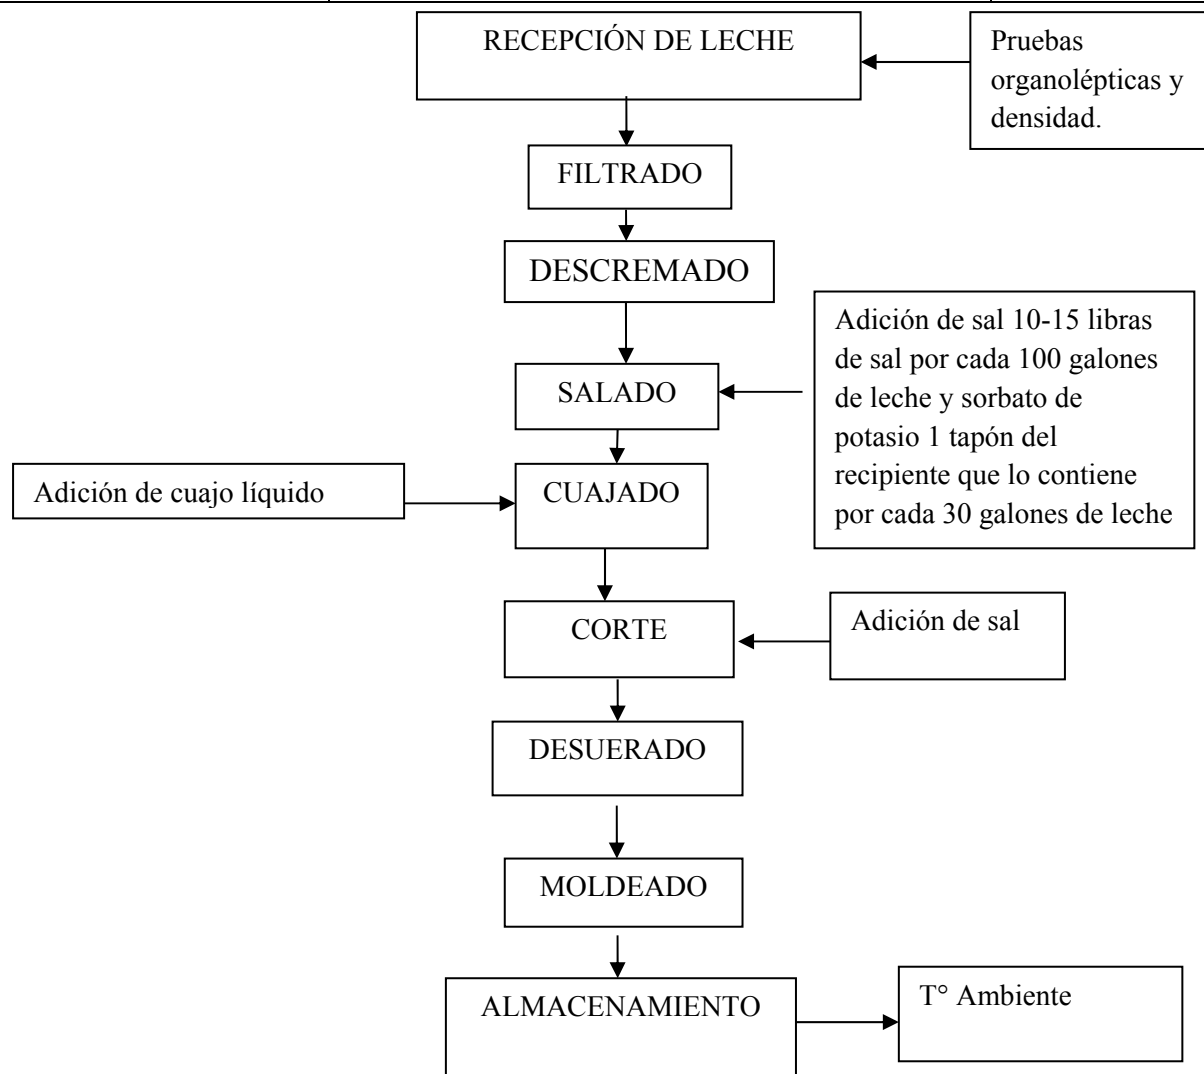 RECEPCIÓN DE LECHE
Pruebas
organolépticas y
densidad.
FILTRADO
DESCREMADO
SALADO
Adición de sal 10-15 libras
de sal por cada 100 galones
de leche y sorbato de
potasio 1 tapón del
recipiente que lo contiene
por cada 30 galones de leche
Adición de cuajo líquido
CUAJADO
CORTE
Adición de sal
DESUERADO
MOLDEADO
ALMACENAMIENTO
T° Ambiente